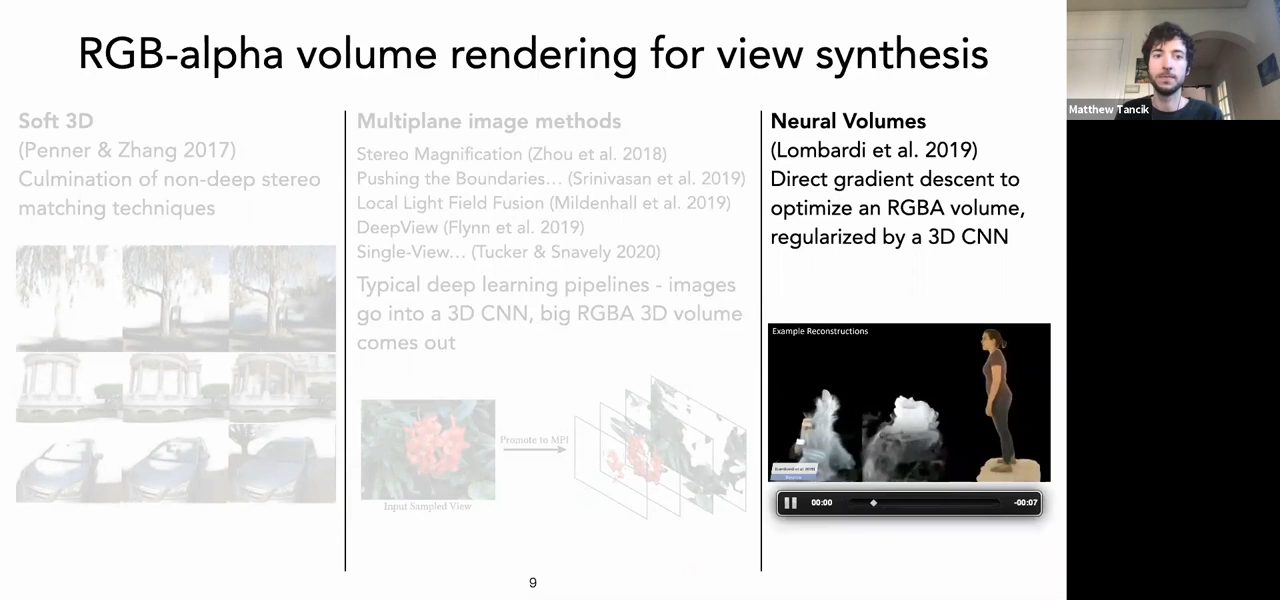 RGB-alpha volume rendering for view synthesis
Matthew Tancik
Soft 3D
(Penner & Zhang 2017)
Culmination of non-deep stereo
matching techniques
Multiplane image methods
Stereo Magnification (Zhou et al. 2018)
Pushing the Boundaries… (Srinivasan et al. 2019)
Local Light Field Fusion (Mildenhall et al. 2019)
DeepView (Flynn et al. 2019)
Single-View… (Tucker & Snavely 2020)
Typical deep learning pipelines - images
go into a 3D CNN, big RGBA 3D volume
comes out
Promote to MPI
Input Sampled View
Neural Volumes
(Lombardi et al. 2019)
Direct gradient descent to
optimize an RGBA volume,
regularized by a 3D CNN
Example Reconstructions
[Lombardi et al. 2019]
00:00
-00:07
9